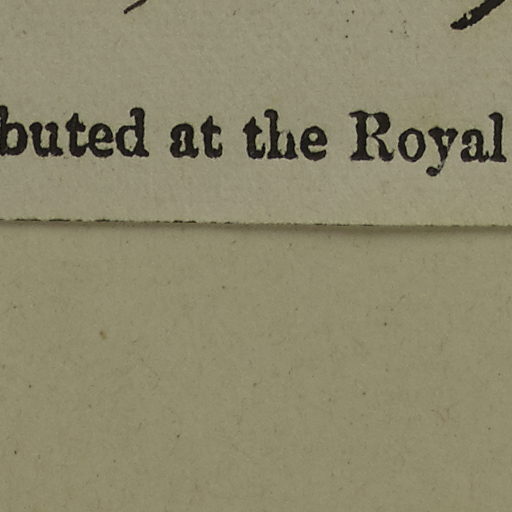 buted at the Royal